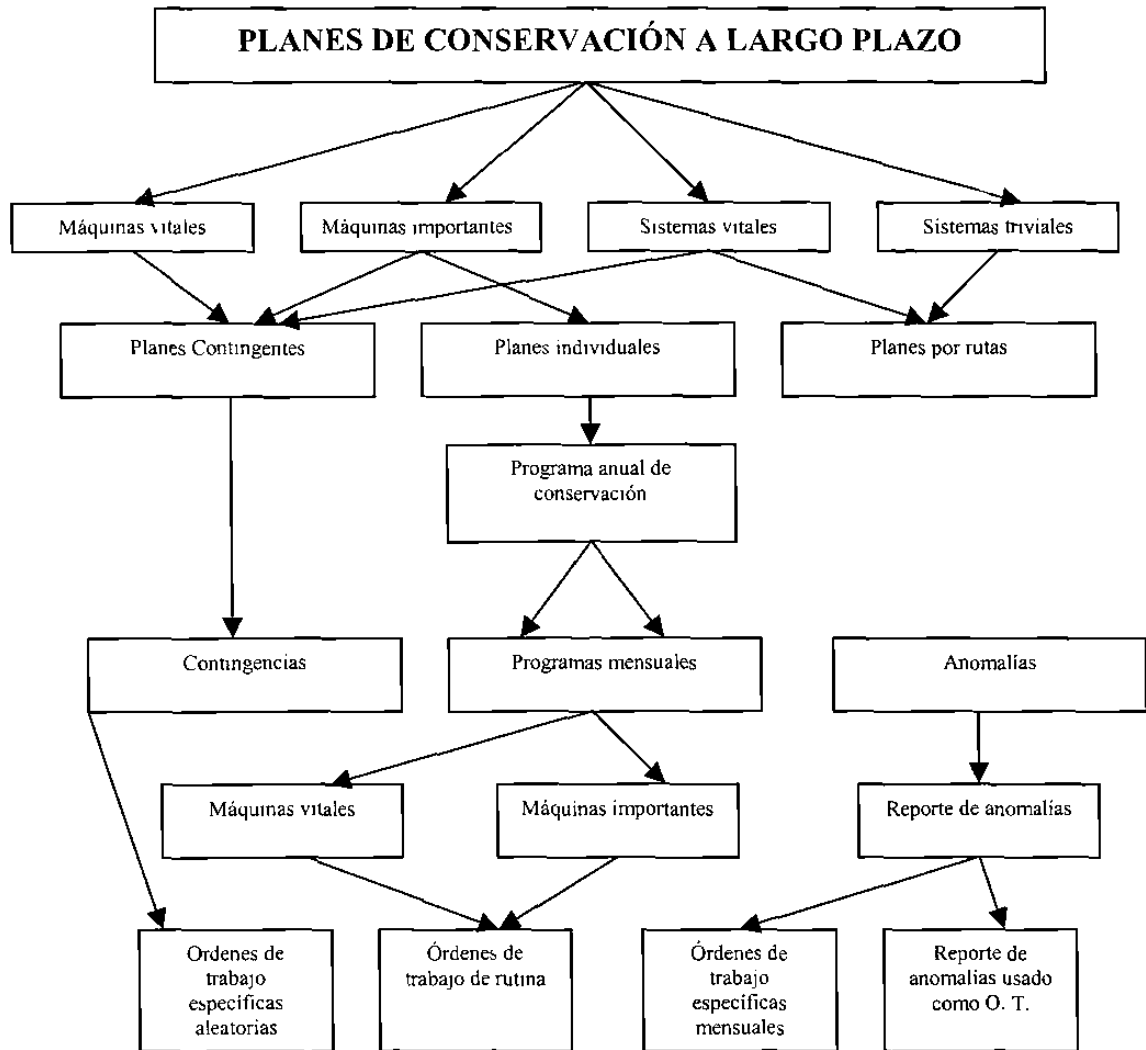 PLANES DE CONSERVACIÓN A LARGO PLAZO
Máquinas vitales
Máquinas importantes
Sistemas vitales
Sistemas triviales
Planes Contingentes
Planes individuales
Planes por rutas
Programa anual de
conservación
Contingencias
Programas mensuales
Anomalías
Máquinas vitales
Máquinas importantes
Reporte de anomalías
Ordenes de
trabajo
específicas
aleatorias
Órdenes de
trabajo de rutina
Órdenes de
trabajo
específicas
mensuales
Reporte de
anomalias usado
como O. T.